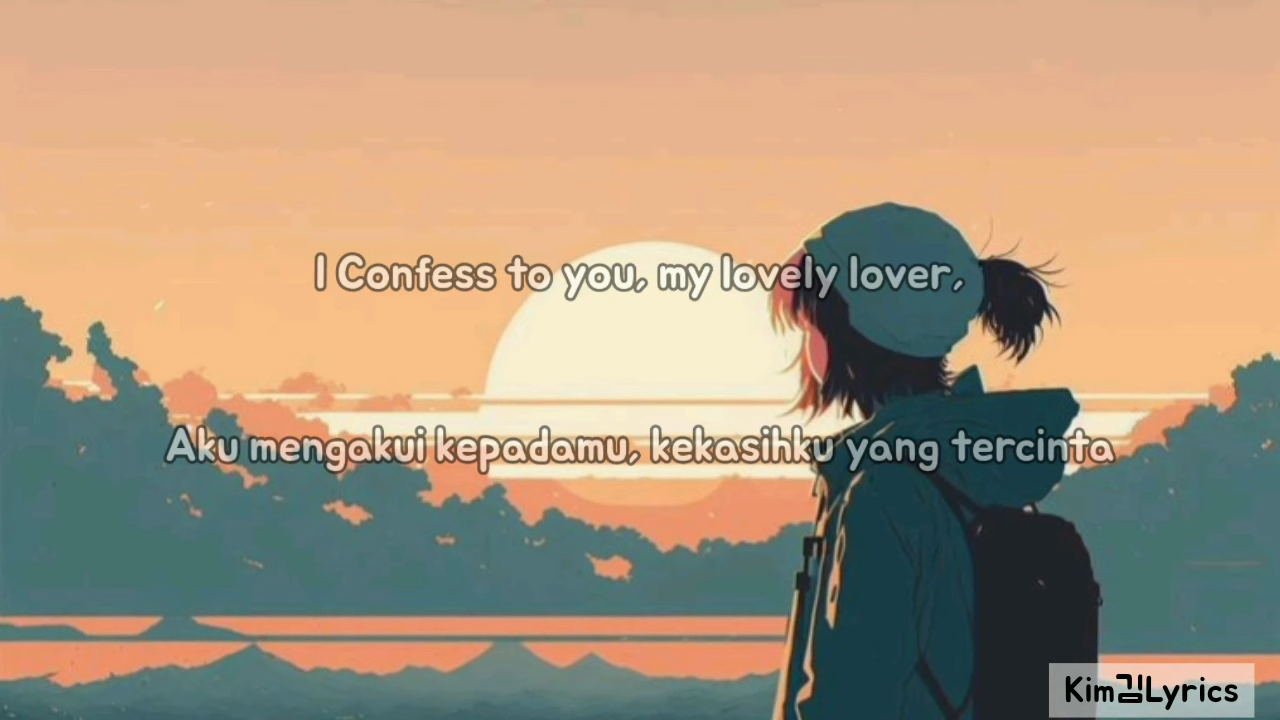 I Confess to you, my lovely lover,
Aku mengakui kepadamu, kekasihku yang tercinta
Kim김Lyrics